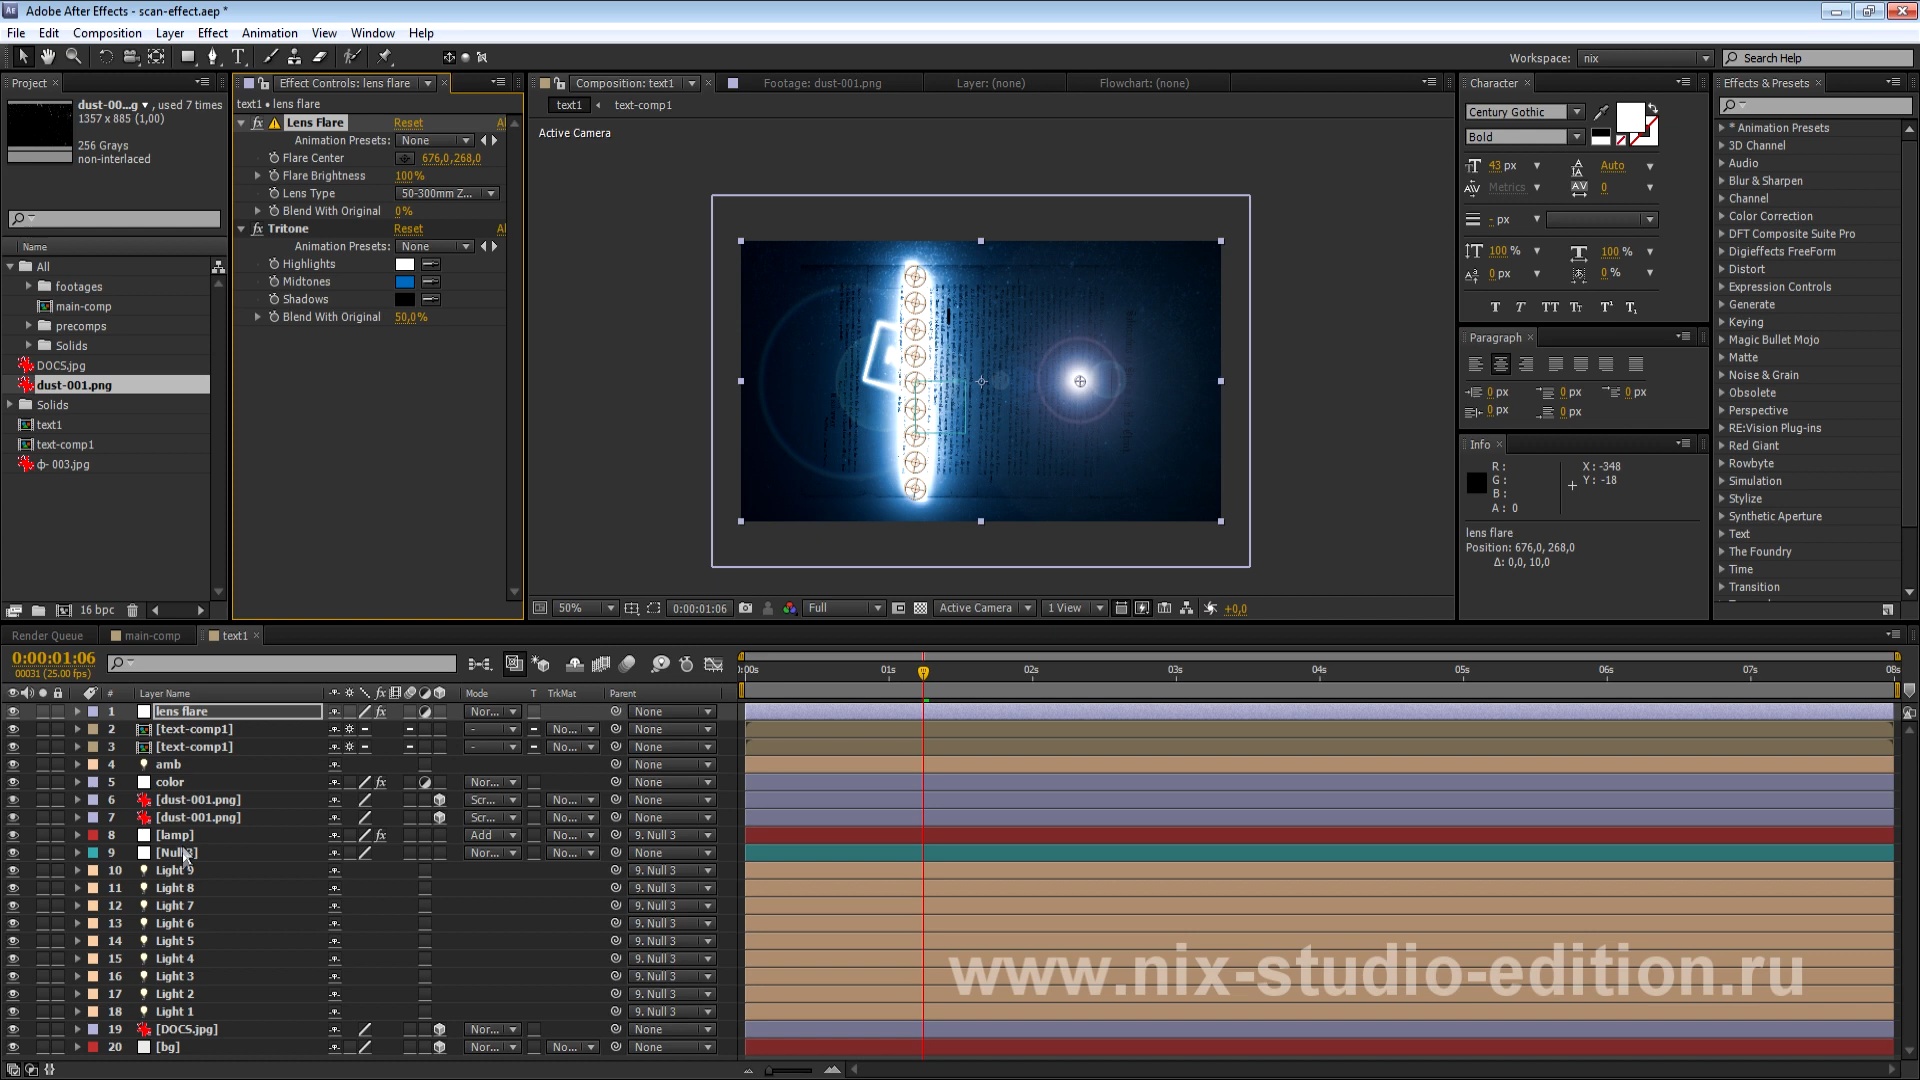 Adobe After Effects - scan-effect.aep *
File Edit Composition Layer Effect Animation View Window Help
Workspace: nix Search Help
Project
dust-00...g , used 7 times
1357 x 885 (1,00)
256 Grays
non-interlaced
Name
All
footages
main-comp
precomps
Solids
DOCS.jpg
dust-001.png
Solids
text1
text-comp1
ф- 003.jpg
16 bpc
Effect Controls: lens flare
text1 • lens flare
Lens Flare Reset
Animation Presets: None
Flare Center 676,0,268,0
Flare Brightness 100%
Lens Type 50-300mm Z...
Blend With Original 0%
Tritone Reset
Animation Presets: None
Highlights
Midtones
Shadows
Blend With Original 50,0%
Composition: text1 Footage: dust-001.png Layer: (none) Flowchart: (none)
text1 text-comp1
Active Camera
50% 0:00:01:06 Full Active Camera 1 View +0,0
Character
Century Gothic
Bold
43 px Auto
Metrics 0
- px
100 % 100 %
0 px 0 %
Paragraph
0 px 0 px 0 px
0 px 0 px
Info
R: X: -348
G: Y: -18
B:
A: 0
lens flare
Position: 676,0, 268,0
Δ: 0,0, 10,0
Effects & Presets
* Animation Presets
3D Channel
Audio
Blur & Sharpen
Channel
Color Correction
DFT Composite Suite Pro
Digieffects FreeForm
Distort
Expression Controls
Generate
Keying
Magic Bullet Mojo
Matte
Noise & Grain
Obsolete
Perspective
RE:Vision Plug-ins
Red Giant
Rowbyte
Simulation
Stylize
Synthetic Aperture
Text
The Foundry
Time
Transition
Render Queue main-comp text1
0:00:01:06
00031 (25.00 fps)
:00s 01s 02s 03s 04s 05s 06s 07s 08s
# Layer Name Mode T TrkMat Parent
1 lens flare Nor... None
2 [text-comp1] - No... None
3 [text-comp1] - No... None
4 amb None
5 color Nor... None
6 [dust-001.png] Scr... No... None
7 [dust-001.png] Scr... No... None
8 [lamp] Add No... 9. Null 3
9 [Null 3] Nor... No... None
10 Light 9 9. Null 3
11 Light 8 9. Null 3
12 Light 7 9. Null 3
13 Light 6 9. Null 3
14 Light 5 9. Null 3
15 Light 4 9. Null 3
16 Light 3 9. Null 3
17 Light 2 9. Null 3
18 Light 1 9. Null 3
19 [DOCS.jpg] Nor... No... None
20 [bg] Nor... No... None
www.nix-studio-edition.ru